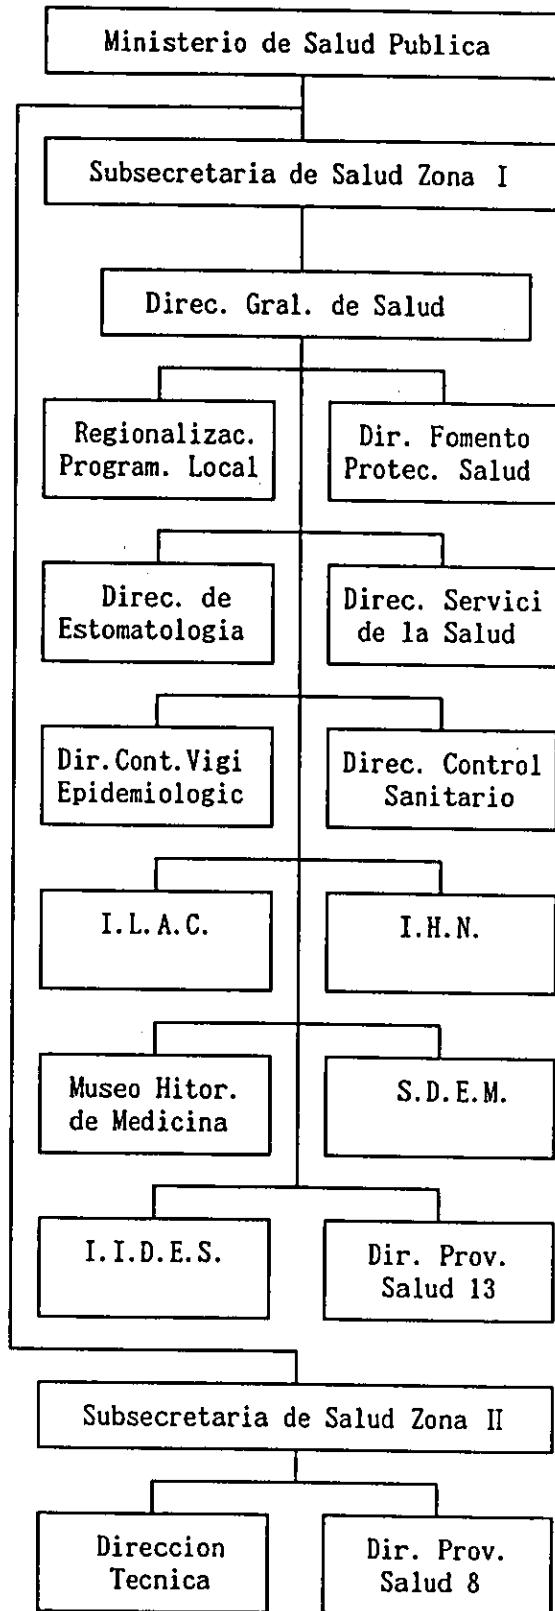 Ministerio de Salud Publica
Subsecretaria de Salud Zona I
Direc. Gral. de Salud
Regionalizac.
Program. Local
Dir. Fomento
Protec. Salud
Direc. de
Estomatologia
Direc. Servici
de la Salud
Dir.Cont.Vigi
Epidemiologic
Direc. Control
Sanitario
I.L.A.C.
I.H.N.
Museo Hitor.
de Medicina
S.D.E.M.
I.I.D.E.S.
Dir. Prov.
Salud 13
Subsecretaria de Salud Zona II
Direccion
Tecnica
Dir. Prov.
Salud 8